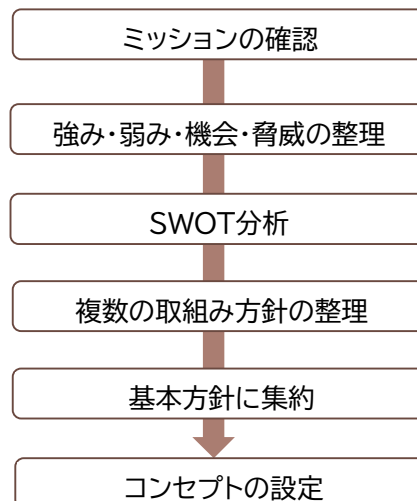 ミッションの確認
強み・弱み・機会・脅威の整理
SWOT分析
複数の取組み方針の整理
基本方針に集約
コンセプトの設定